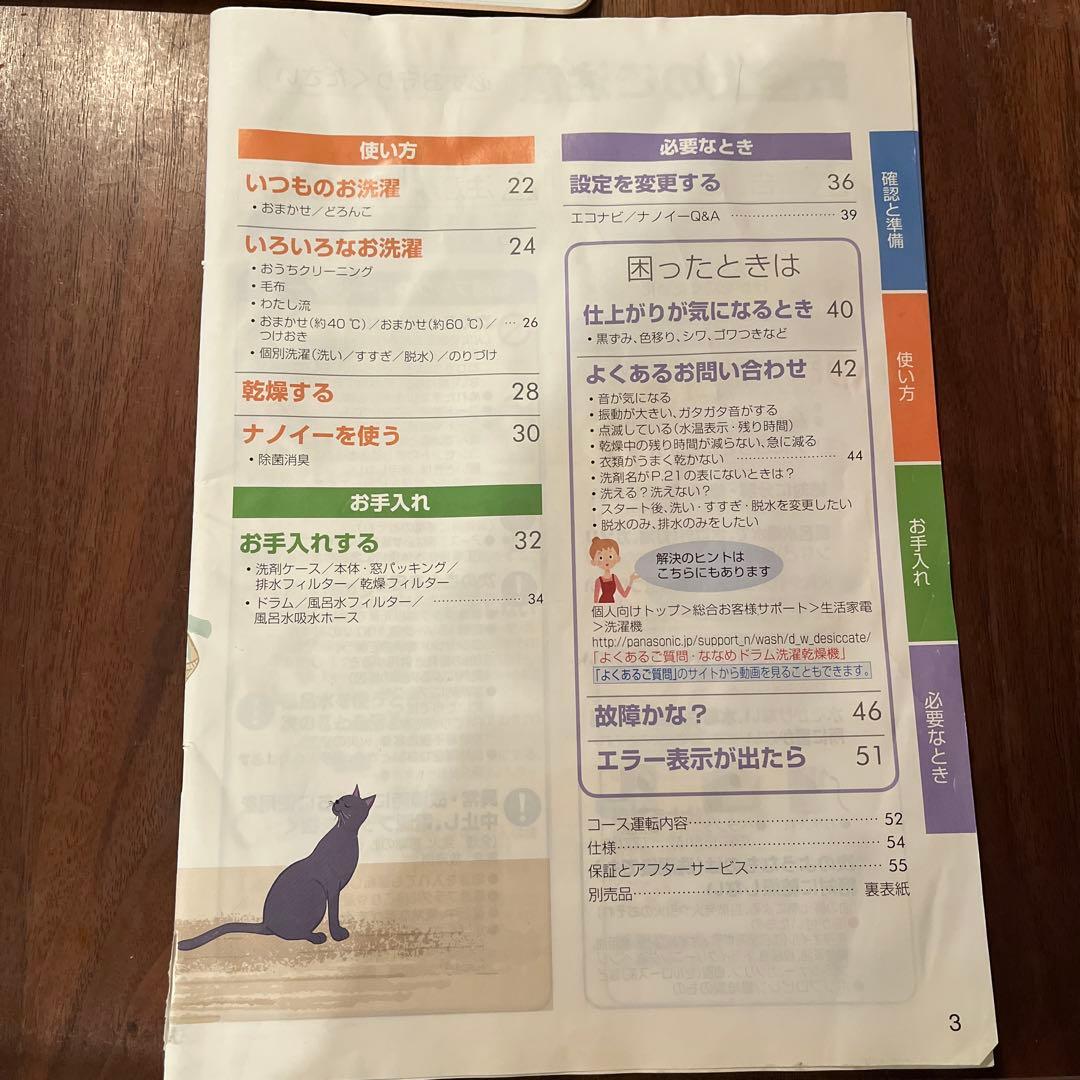 使い方
いつものお洗濯 22
・おまかせ／どろんこ
いろいろなお洗濯 24
・おうちクリーニング
・毛布
・わたし流
・おまかせ(約40℃)／おまかせ(約60℃)／ … 26
つけおき
・個別洗濯(洗い／すすぎ／脱水)／のりづけ
乾燥する 28
ナノイーを使う 30
・除菌消臭
お手入れ
お手入れする 32
・洗剤ケース／本体・窓パッキング／
排水フィルター／乾燥フィルター
・ドラム／風呂水フィルター／ ……………… 34
風呂水吸水ホース
必要なとき
設定を変更する 36
エコナビ／ナノイーQ&A ……………………… 39
困ったときは
仕上がりが気になるとき 40
・黒ずみ、色移り、シワ、ゴワつきなど
よくあるお問い合わせ 42
・音が気になる
・振動が大きい、ガタガタ音がする
・点滅している(水温表示・残り時間)
・乾燥中の残り時間が減らない、急に減る
・衣類がうまく乾かない ……………………… 44
・洗剤名がP.21の表にないときは？
・洗える？洗えない？
・スタート後、洗い・すすぎ・脱水を変更したい
・脱水のみ、排水のみをしたい
解決のヒントは
こちらにもあります
個人向けトップ>総合お客様サポート>生活家電
>洗濯機
http://panasonic.jp/support_n/wash/d_w_desiccate/
「よくあるご質問・ななめドラム洗濯乾燥機」
「よくあるご質問」のサイトから動画を見ることもできます。
故障かな？ 46
エラー表示が出たら 51
コース運転内容……………………………… 52
仕様…………………………………………… 54
保証とアフターサービス…………………… 55
別売品…………………………………… 裏表紙
確認と準備
使い方
お手入れ
必要なとき
3